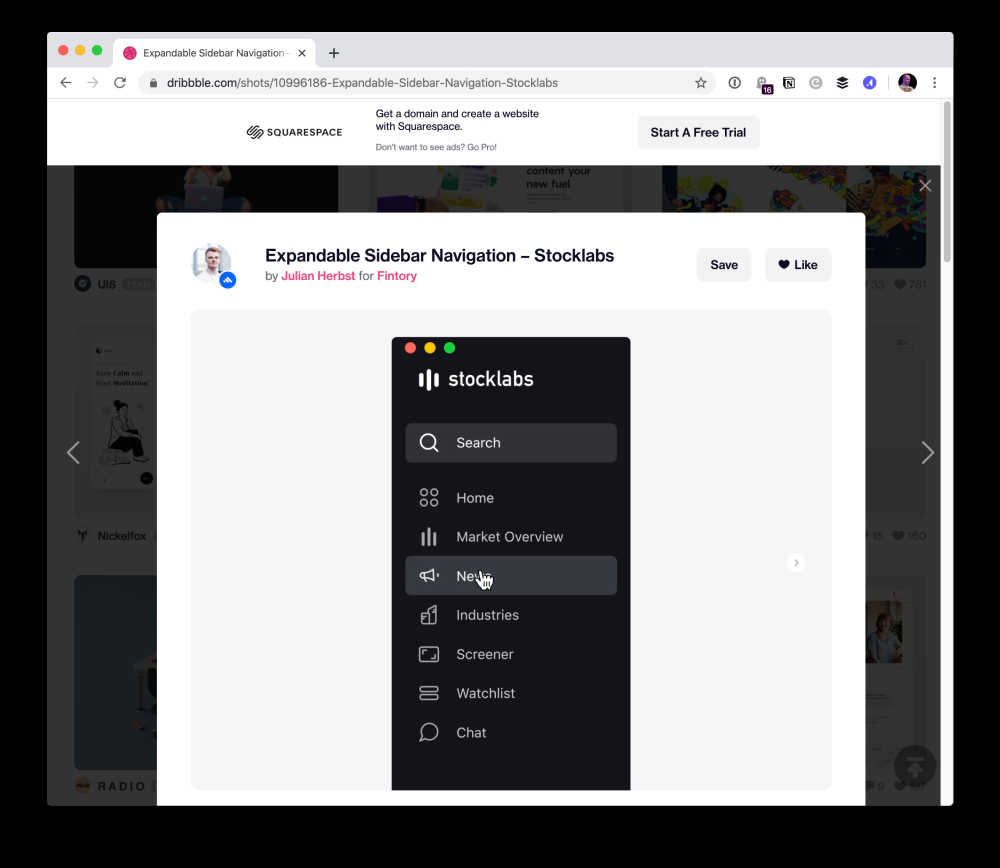 Expandable Sidebar Navigation -
dribbble.com/shots/10996186-Expandable-Sidebar-Navigation-Stocklabs
16
SQUARESPACE
Get a domain and create a website
with Squarespace.
Don't want to see ads? Go Pro!
Start A Free Trial
content your
new fuel.
UI8 TEAM
33 761
Expandable Sidebar Navigation – Stocklabs
by Julian Herbst for Fintory
Save
Like
stocklabs
Search
Home
Market Overview
News
Industries
Screener
Watchlist
Chat
Keep Calm and
Start Meditation!
Nickelfox
15 160
RADIO
9 197